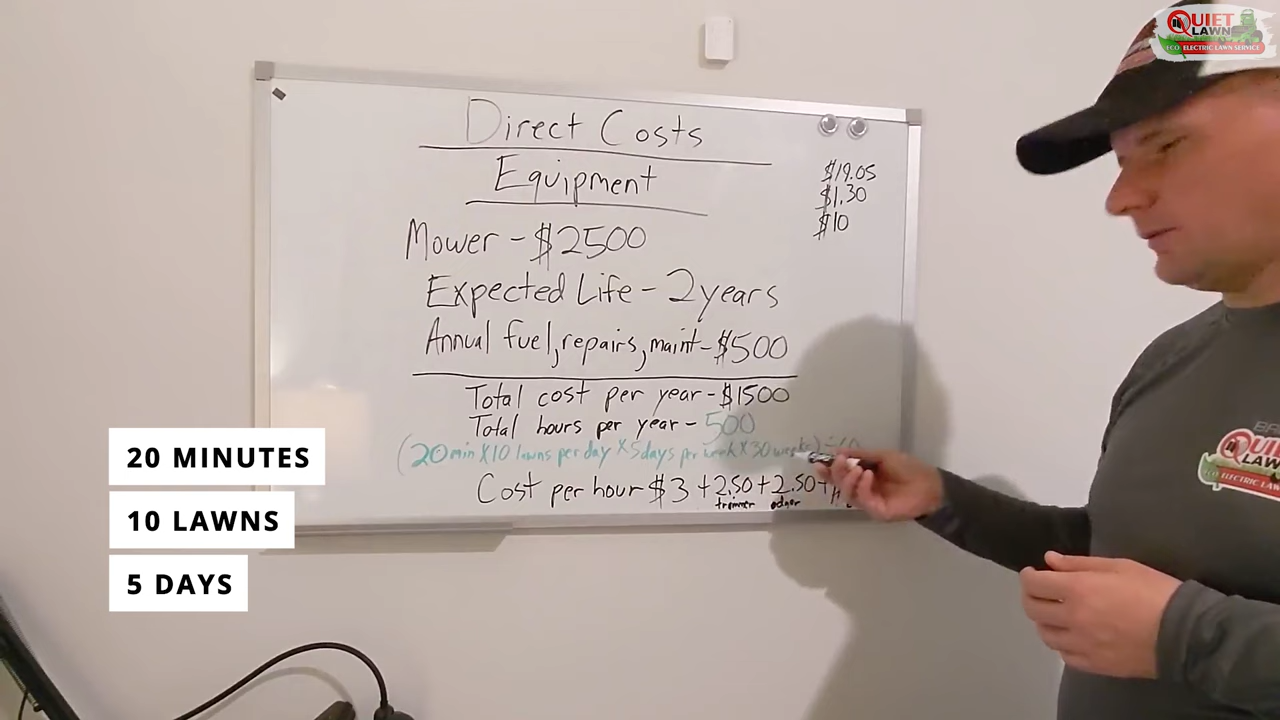 QUIET
LAWN
ECO ELECTRIC LAWN SERVICE
Direct Costs
Equipment
$19.05
$1.30
$10
Mower - $2500
Expected Life - 2 years
Annual fuel, repairs, maint - $500
Total cost per year - $1500
Total hours per year - 500
(20 min X 10 lawns per day X 5 days per week X 30 weeks) ÷ 60
Cost per hour $3 + 2.50 + 2.50 +
trimmer edger
20 MINUTES
10 LAWNS
5 DAYS
QUIET
LAW